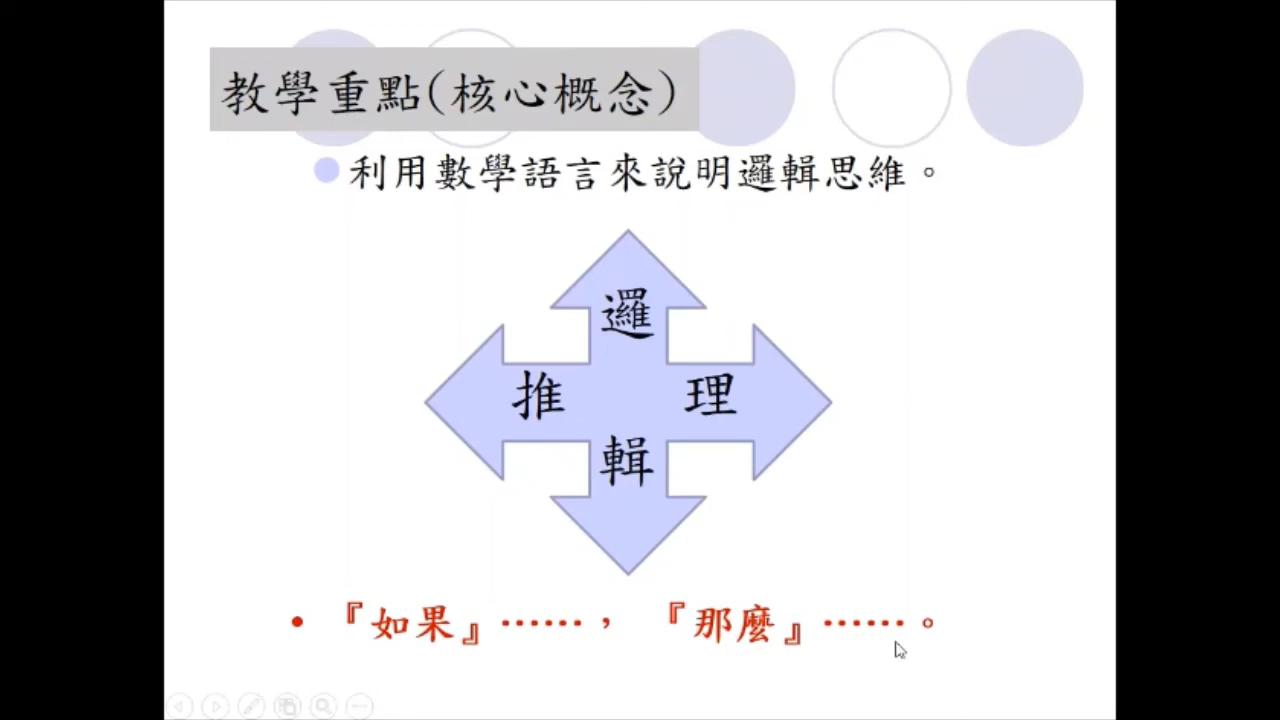 教學重點(核心概念)
利用數學語言來說明邏輯思維。
邏
推 理
輯
•『如果』……，『那麼』……。